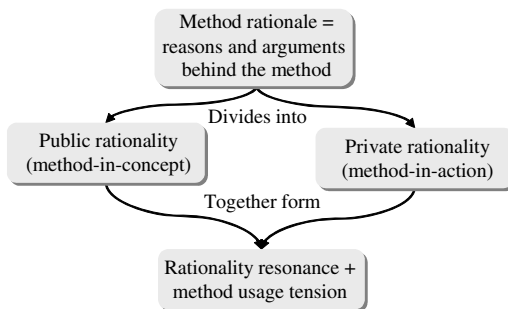 Method rationale =
reasons and arguments
behind the method
Divides into
Public rationality
(method-in-concept)
Private rationality
(method-in-action)
Together form
Rationality resonance +
method usage tension